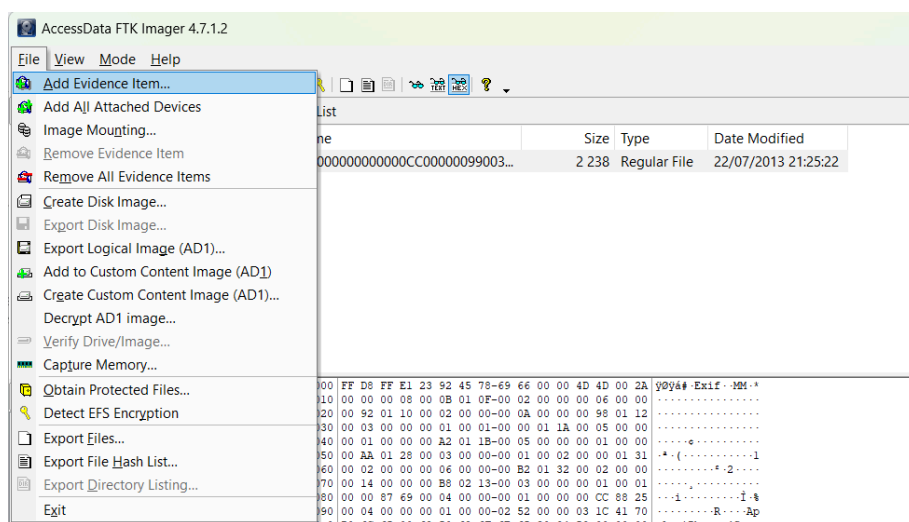 AccessData FTK Imager 4.7.1.2
File View Mode Help
Add Evidence Item...
Add All Attached Devices
List
Image Mounting...
ne Size Type Date Modified
Remove Evidence Item
000000000000CC00000099003... 2 238 Regular File 22/07/2013 21:25:22
Remove All Evidence Items
Create Disk Image...
Export Disk Image...
Export Logical Image (AD1)...
Add to Custom Content Image (AD1)
Create Custom Content Image (AD1)...
Decrypt AD1 image...
Verify Drive/Image...
Capture Memory...
Obtain Protected Files...
Detect EFS Encryption
Export Files...
Export File Hash List...
Export Directory Listing...
Exit
000 FF D8 FF E1 23 92 45 78-69 66 00 00 4D 4D 00 2A ÿØÿá#·Exif··MM·*
010 00 00 00 08 00 0B 01 0F-00 02 00 00 00 06 00 00
020 00 92 01 10 00 02 00 00-00 0A 00 00 00 98 01 12
030 00 03 00 00 00 01 00 01-00 00 01 1A 00 05 00 00
040 00 01 00 00 00 A2 01 1B-00 05 00 00 00 01 00 00
050 00 AA 01 28 00 03 00 00-00 01 00 02 00 00 01 31
060 00 02 00 00 00 06 00 00-00 B2 01 32 00 02 00 00
070 00 14 00 00 00 B8 02 13-00 03 00 00 00 01 00 01
080 00 00 87 69 00 04 00 00-00 01 00 00 00 CC 88 25
090 00 04 00 00 00 01 00 00-02 52 00 00 03 1C 41 70